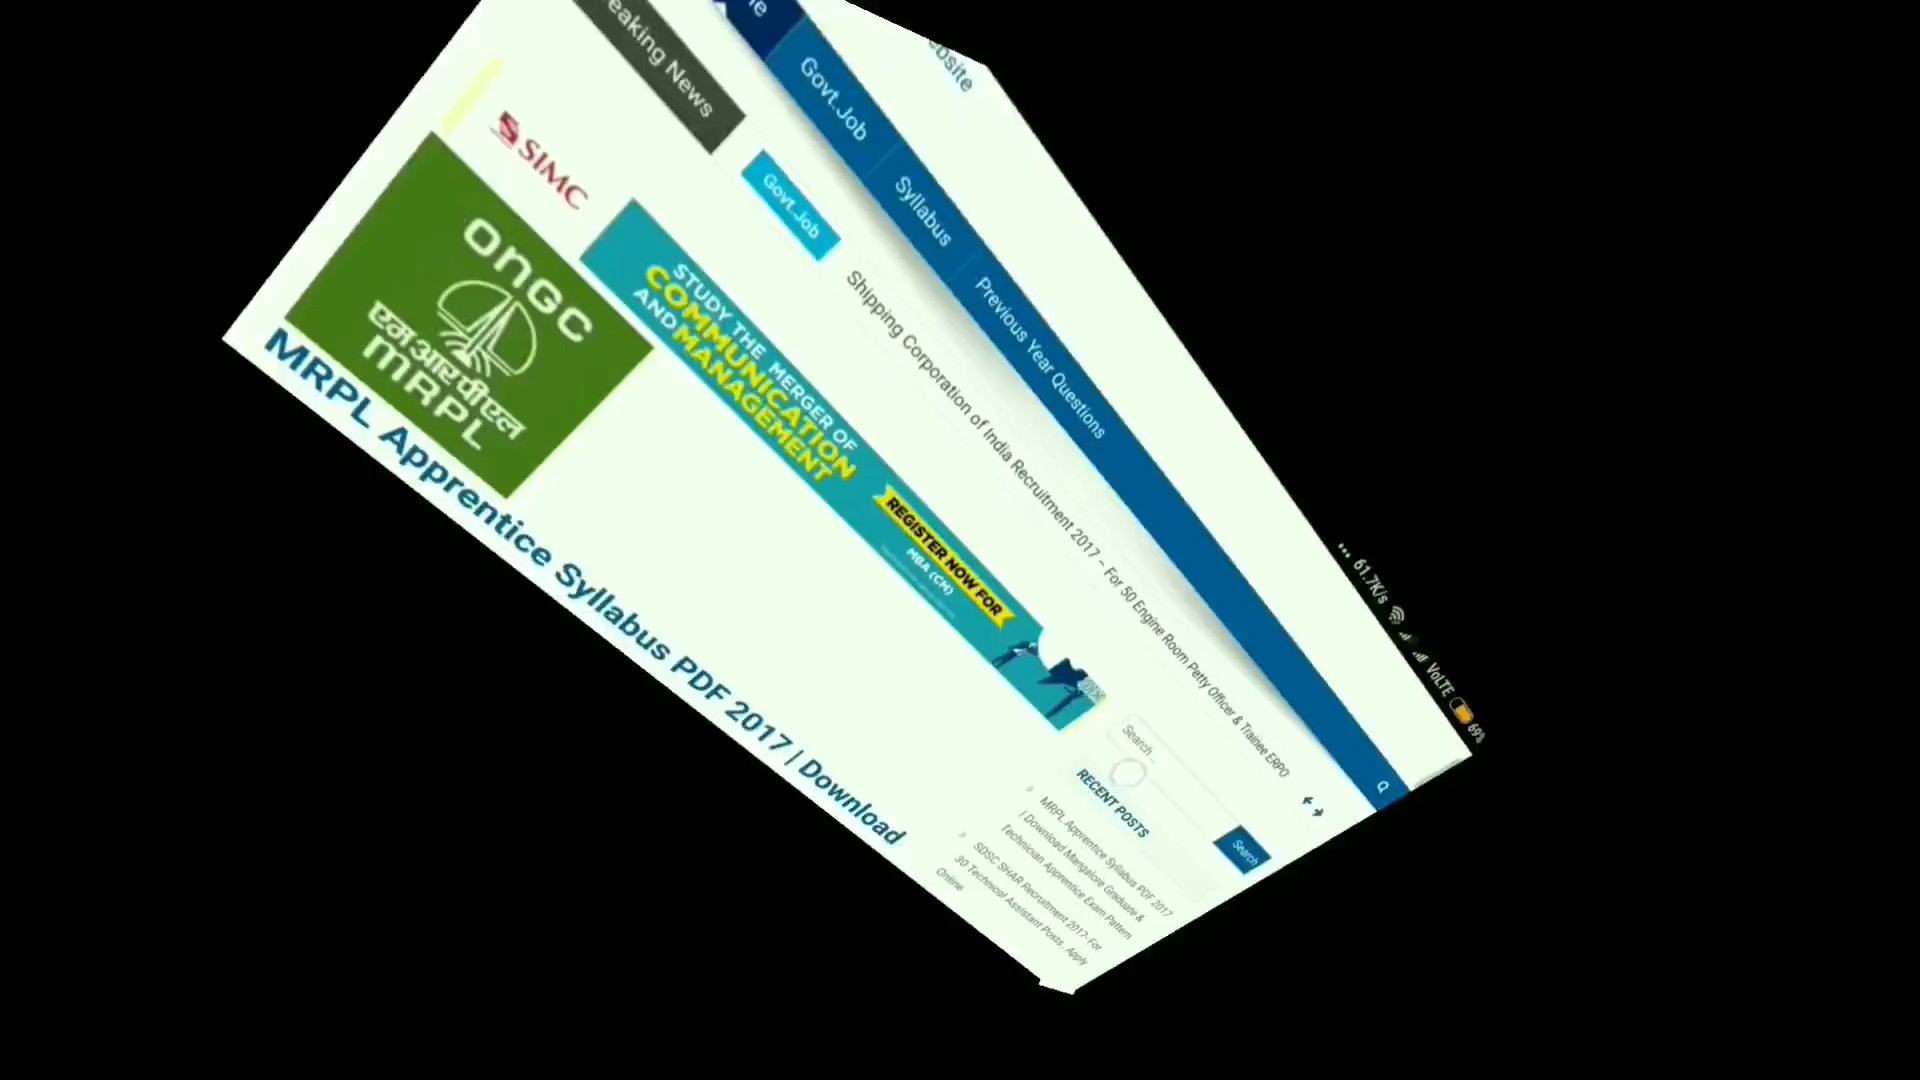 61.7K/s VoLTE 69%
Govt.Job
Syllabus
Previous Year Questions
News
Govt.Job
Shipping Corporation of India Recruitment 2017 – For 50 Engine Room Petty Officer & Trainee ERPO
SIMC
STUDY THE MERGER OF
COMMUNICATION
AND MANAGEMENT
REGISTER NOW FOR
MBA (CM)
ONGC
एमआरपीएल
MRPL
MRPL Apprentice Syllabus PDF 2017 | Download
Search ...
Search
RECENT POSTS
MRPL Apprentice Syllabus PDF 2017
| Download Mangalore Graduate &
Technician Apprentice Exam Pattern
SDSC SHAR Recruitment 2017- For
30 Technical Assistant Posts , Apply
Online